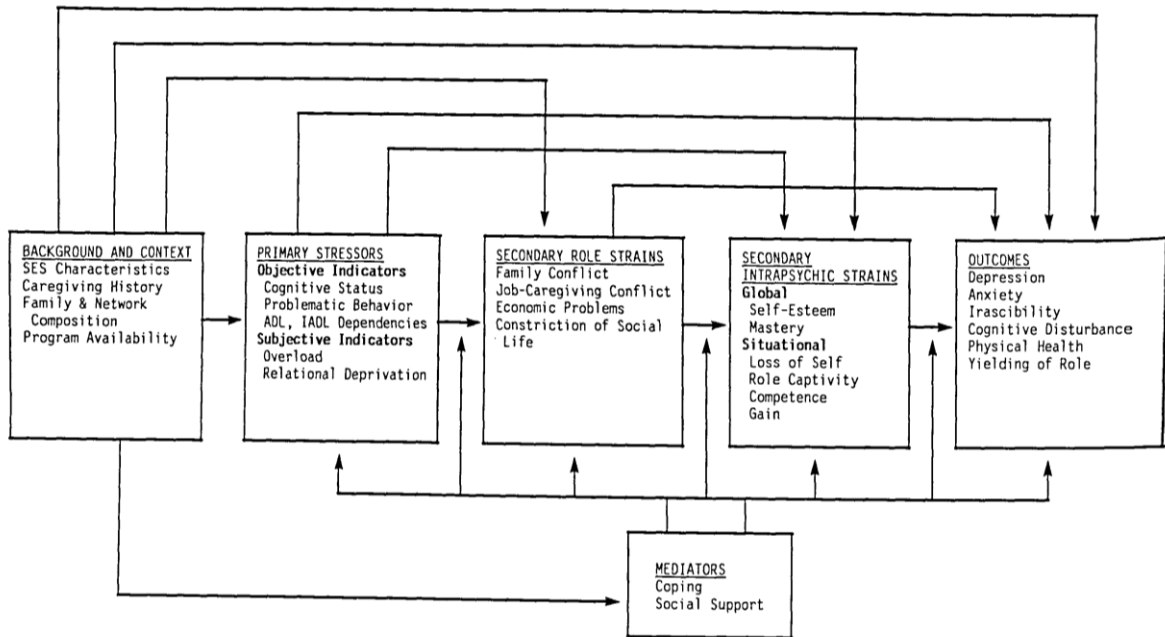 BACKGROUND AND CONTEXT
SES Characteristics
Caregiving History
Family & Network
Composition
Program Availability
PRIMARY STRESSORS
Objective Indicators
Cognitive Status
Problematic Behavior
ADL, IADL Dependencies
Subjective Indicators
Overload
Relational Deprivation
SECONDARY ROLE STRAINS
Family Conflict
Job-Caregiving Conflict
Economic Problems
Constriction of Social
Life
SECONDARY
INTRAPSYCHIC STRAINS
Global
Self-Esteem
Mastery
Situational
Loss of Self
Role Captivity
Competence
Gain
OUTCOMES
Depression
Anxiety
Irascibility
Cognitive Disturbance
Physical Health
Yielding of Role
MEDIATORS
Coping
Social Support